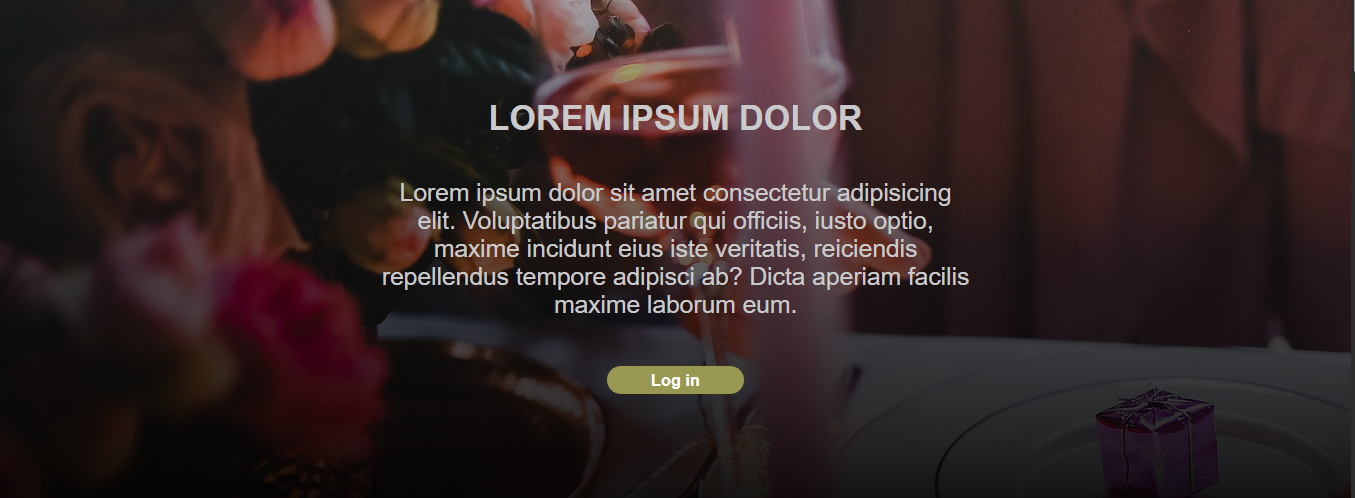 LOREM IPSUM DOLOR
Lorem ipsum dolor sit amet consectetur adipisicing
elit. Voluptatibus pariatur qui officiis, iusto optio,
maxime incidunt eius iste veritatis, reiciendis
repellendus tempore adipisci ab? Dicta aperiam facilis
maxime laborum eum.
Log in